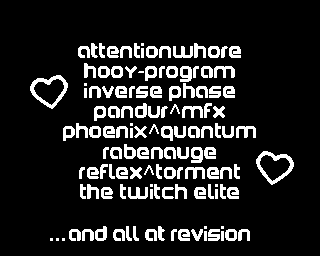 attentionwhore
hooy-program
inverse phase
pandur^mfx
phoenix^quantum
rabenauge
reflex^torment
the twitch elite
...and all at revision